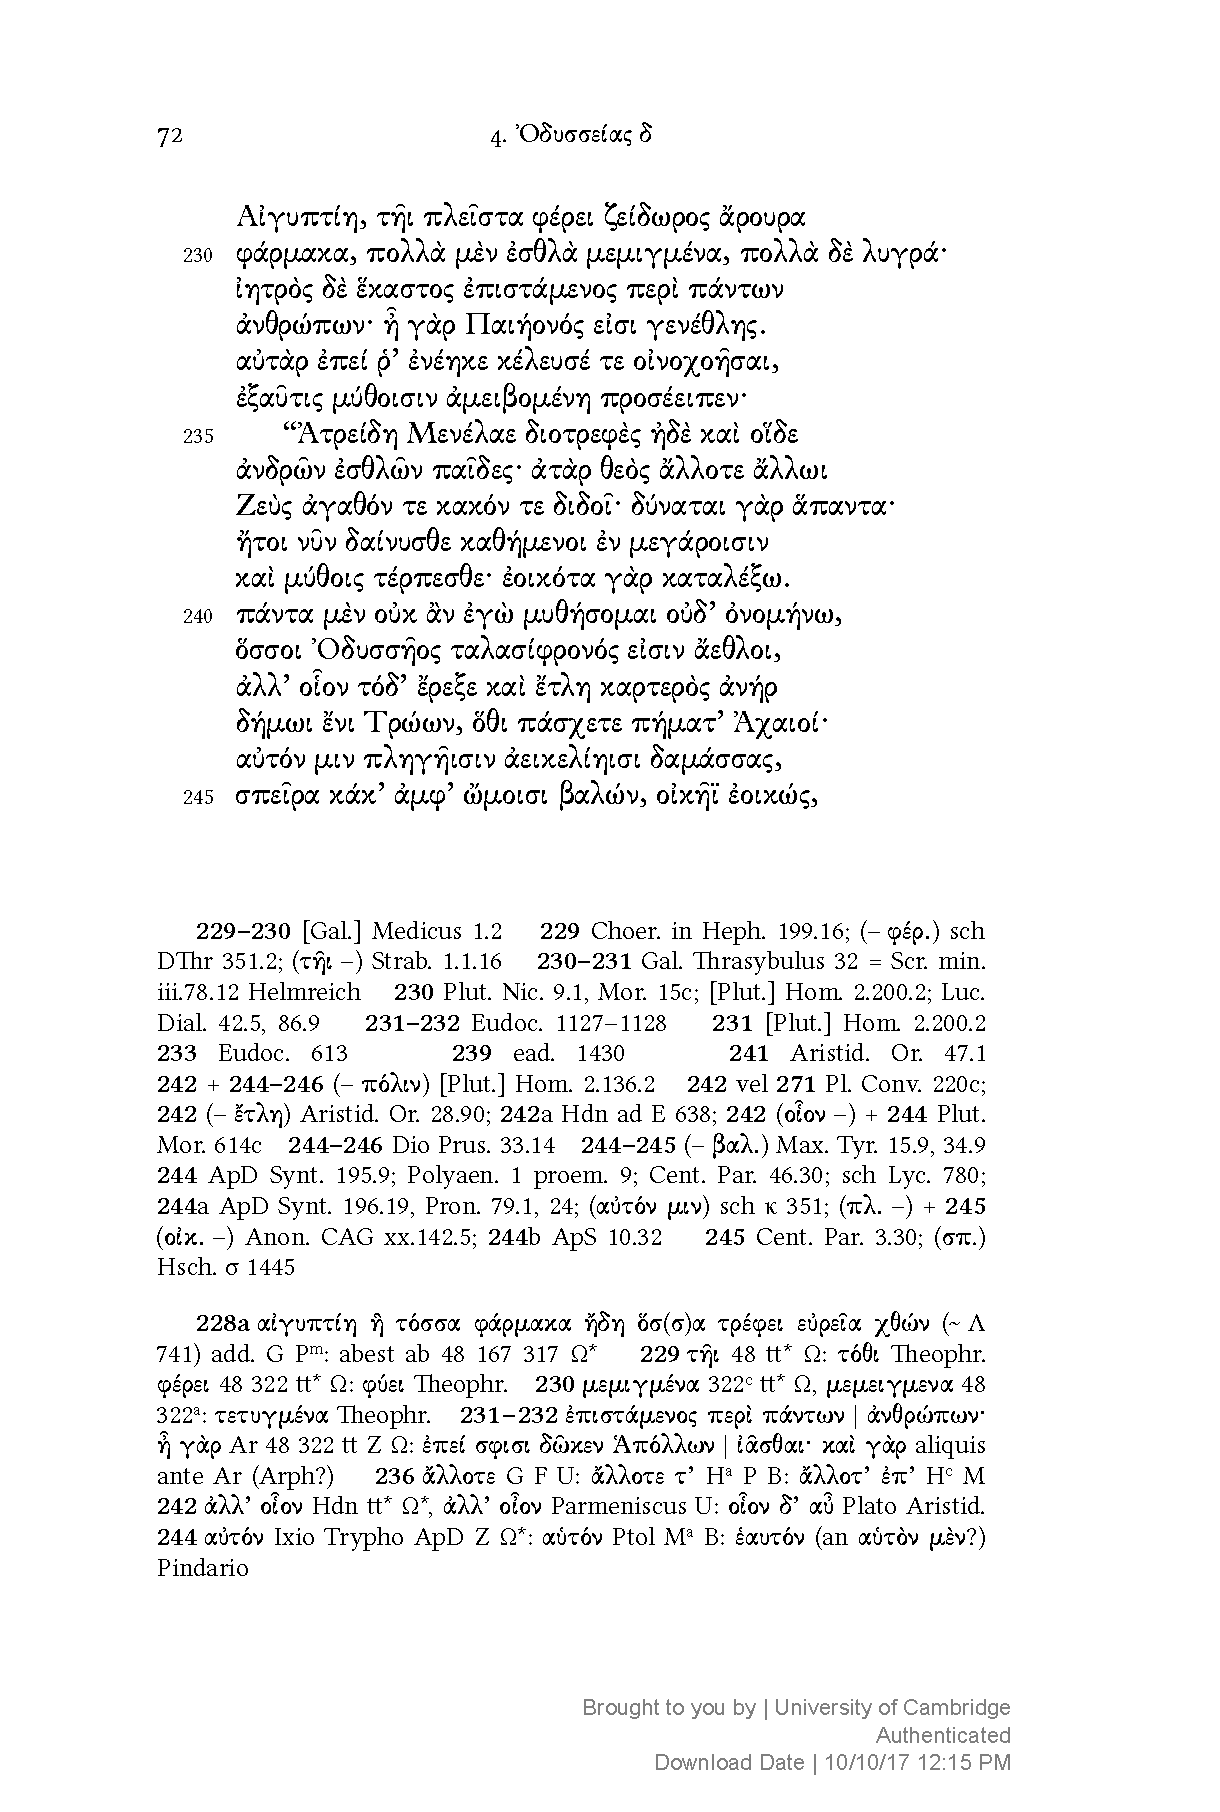 72
4. Ὀδυσσείας δ
Αἰγυπτίη, τῆι πλεῖστα φέρει ζείδωρος ἄρουρα
230 φάρμακα, πολλὰ μὲν ἐσθλὰ μεμιγμένα, πολλὰ δὲ λυγρά·
ἰητρὸς δὲ ἕκαστος ἐπιστάμενος περὶ πάντων
ἀνθρώπων· ἦ γὰρ Παιήονός εἰσι γενέθλης.
αὐτὰρ ἐπεί ῥ’ ἐνέηκε κέλευσέ τε οἰνοχοῆσαι,
ἐξαῦτις μύθοισιν ἀμειβομένη προσέειπεν·
235 “Ἀτρείδη Μενέλαε διοτρεφὲς ἠδὲ καὶ οἵδε
ἀνδρῶν ἐσθλῶν παῖδες· ἀτὰρ θεὸς ἄλλοτε ἄλλωι
Ζεὺς ἀγαθόν τε κακόν τε διδοῖ· δύναται γὰρ ἅπαντα·
ἤτοι νῦν δαίνυσθε καθήμενοι ἐν μεγάροισιν
καὶ μύθοις τέρπεσθε· ἐοικότα γὰρ καταλέξω.
240 πάντα μὲν οὐκ ἂν ἐγὼ μυθήσομαι οὐδ’ ὀνομήνω,
ὅσσοι Ὀδυσσῆος ταλασίφρονός εἰσιν ἄεθλοι,
ἀλλ’ οἷον τόδ’ ἔρεξε καὶ ἔτλη καρτερὸς ἀνήρ
δήμωι ἔνι Τρώων, ὅθι πάσχετε πήματ’ Ἀχαιοί·
αὐτόν μιν πληγῆισιν ἀεικελίηισι δαμάσσας,
245 σπεῖρα κάκ’ ἀμφ’ ὤμοισι βαλών, οἰκῆϊ ἐοικώς,
229–230 [Gal.] Medicus 1.2 229 Choer. in Heph. 199.16; (– φέρ.) sch
DThr 351.2; (τῆι –) Strab. 1.1.16 230–231 Gal. Thrasybulus 32 = Scr. min.
iii.78.12 Helmreich 230 Plut. Nic. 9.1, Mor. 15c; [Plut.] Hom. 2.200.2; Luc.
Dial. 42.5, 86.9 231–232 Eudoc. 1127–1128 231 [Plut.] Hom. 2.200.2
233 Eudoc. 613 239 ead. 1430 241 Aristid. Or. 47.1
242 + 244–246 (– πόλιν) [Plut.] Hom. 2.136.2 242 vel 271 Pl. Conv. 220c;
242 (– ἔτλη) Aristid. Or. 28.90; 242a Hdn ad E 638; 242 (οἷον –) + 244 Plut.
Mor. 614c 244–246 Dio Prus. 33.14 244–245 (– βαλ.) Max. Tyr. 15.9, 34.9
244 ApD Synt. 195.9; Polyaen. 1 proem. 9; Cent. Par. 46.30; sch Lyc. 780;
244a ApD Synt. 196.19, Pron. 79.1, 24; (αὐτόν μιν) sch κ 351; (πλ. –) + 245
(οἰκ. –) Anon. CAG xx.142.5; 244b ApS 10.32 245 Cent. Par. 3.30; (σπ.)
Hsch. σ 1445
228a αἰγυπτίη ἣ τόσσα φάρμακα ἤδη ὅσ(σ)α τρέφει εὐρεῖα χθών (~ Λ
741) add. G Pᵐ: abest ab 48 167 317 Ω* 229 τῆι 48 tt* Ω: τόθι Theophr.
φέρει 48 322 tt* Ω: φύει Theophr. 230 μεμιγμένα 322ᶜ tt* Ω, μεμειγμενα 48
322ᵃ: τετυγμένα Theophr. 231–232 ἐπιστάμενος περὶ πάντων | ἀνθρώπων·
ἦ γὰρ Ar 48 322 tt Z Ω: ἐπεί σφισι δῶκεν Ἀπόλλων | ἰᾶσθαι· καὶ γὰρ aliquis
ante Ar (Arph?) 236 ἄλλοτε G F U: ἄλλοτε τ’ Hᵃ P B: ἄλλοτ’ ἐπ’ Hᶜ M
242 ἀλλ’ οἷον Hdn tt* Ω*, ἀλλ’ οἶον Parmeniscus U: οἷον δ’ αὖ Plato Aristid.
244 αὐτόν Ixio Trypho ApD Z Ω*: αὑτόν Ptol Mᵃ B: ἑαυτόν (an αὑτὸν μὲν?)
Pindario
Brought to you by | University of Cambridge
Authenticated
Download Date | 10/10/17 12:15 PM